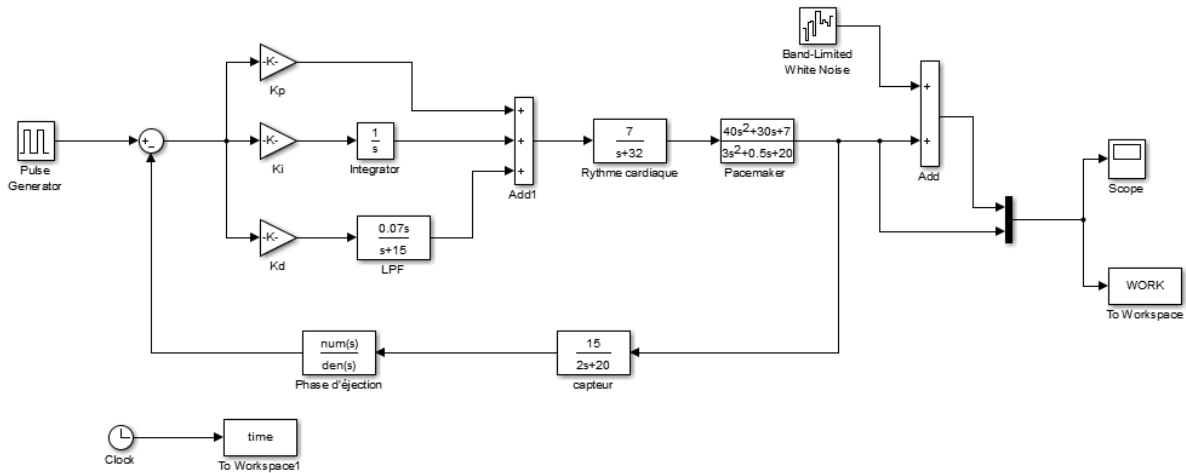 Band-Limited
White Noise
-K-
Kp
+
+
40s²+30s+7
3s²+0.5s+20
Pacemaker
7
s+32
Rythme cardiaque
+
+
+
Add1
-K-
Ki
1
s
Integrator
+
−
Pulse
Generator
Add
Scope
-K-
Kd
0.07s
s+15
LPF
WORK
To Workspace
num(s)
den(s)
Phase d'éjection
15
2s+20
capteur
Clock
time
To Workspace1